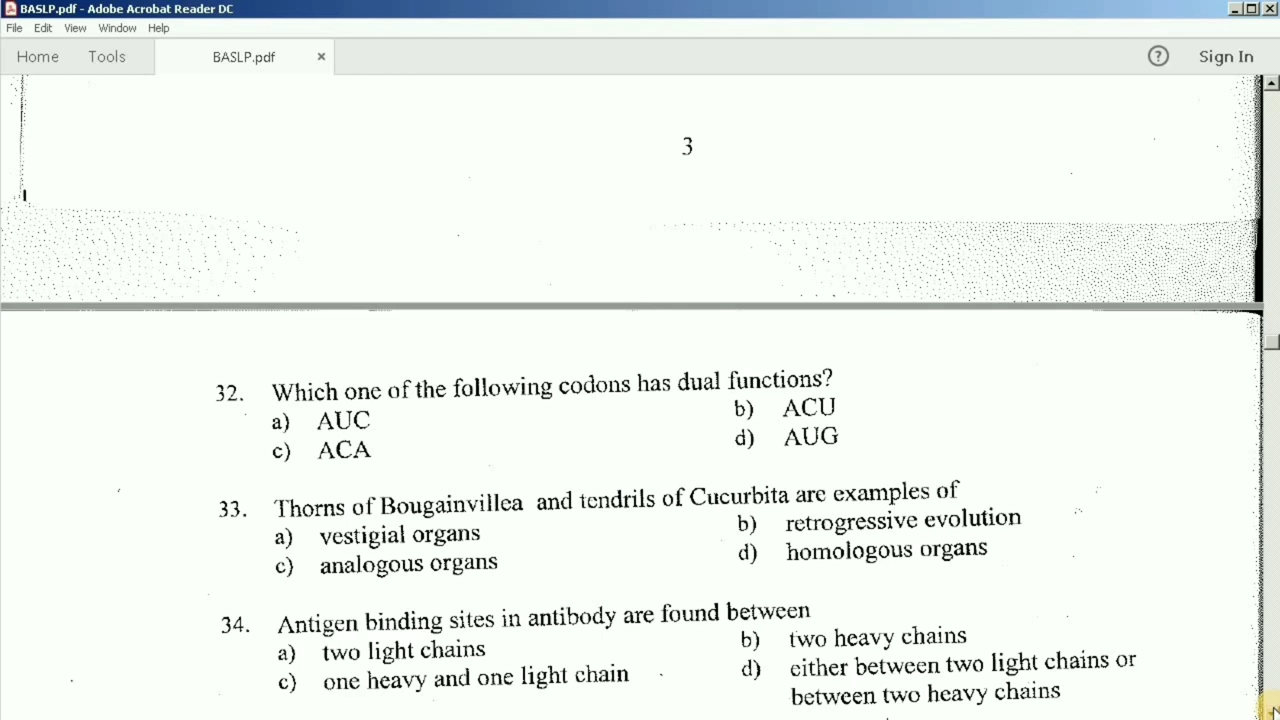 BASLP.pdf - Adobe Acrobat Reader DC
File Edit View Window Help
Home Tools BASLP.pdf × ? Sign In
3
32. Which one of the following codons has dual functions?
a) AUC b) ACU
c) ACA d) AUG
33. Thorns of Bougainvillea and tendrils of Cucurbita are examples of
a) vestigial organs b) retrogressive evolution
c) analogous organs d) homologous organs
34. Antigen binding sites in antibody are found between
a) two light chains b) two heavy chains
c) one heavy and one light chain d) either between two light chains or
between two heavy chains